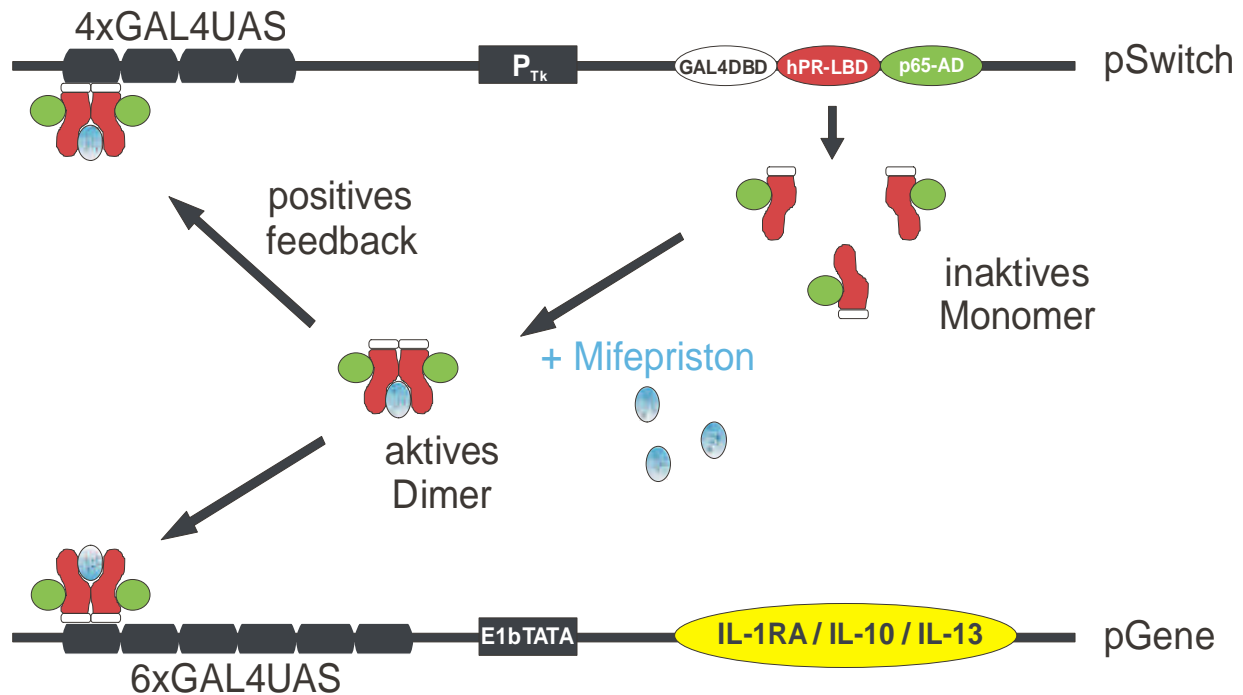 4xGAL4UAS
PTk
GAL4DBD
hPR-LBD
p65-AD
pSwitch
positives
feedback
inaktives
Monomer
+ Mifepriston
aktives
Dimer
E1bTATA
IL-1RA / IL-10 / IL-13
pGene
6xGAL4UAS